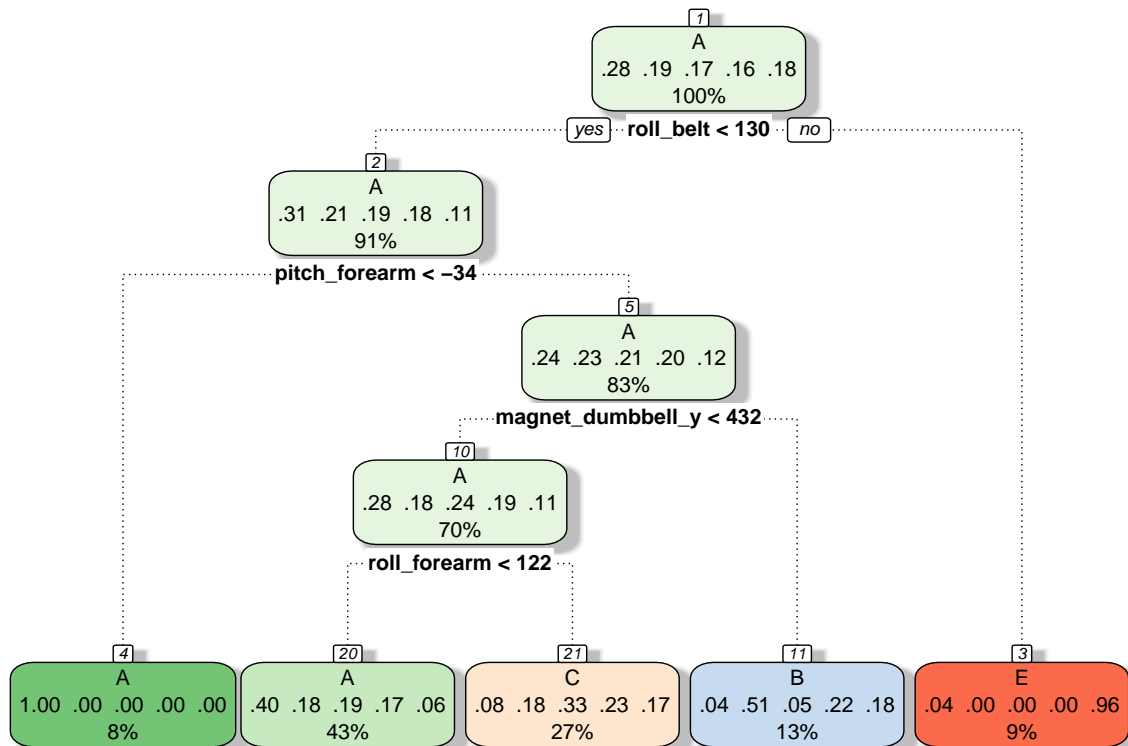 1
A
.28 .19 .17 .16 .18
100%
yes roll_belt < 130 no
2
A
.31 .21 .19 .18 .11
91%
pitch_forearm < −34
5
A
.24 .23 .21 .20 .12
83%
magnet_dumbbell_y < 432
10
A
.28 .18 .24 .19 .11
70%
roll_forearm < 122
4
A
1.00 .00 .00 .00 .00
8%
20
A
.40 .18 .19 .17 .06
43%
21
C
.08 .18 .33 .23 .17
27%
11
B
.04 .51 .05 .22 .18
13%
3
E
.04 .00 .00 .00 .96
9%